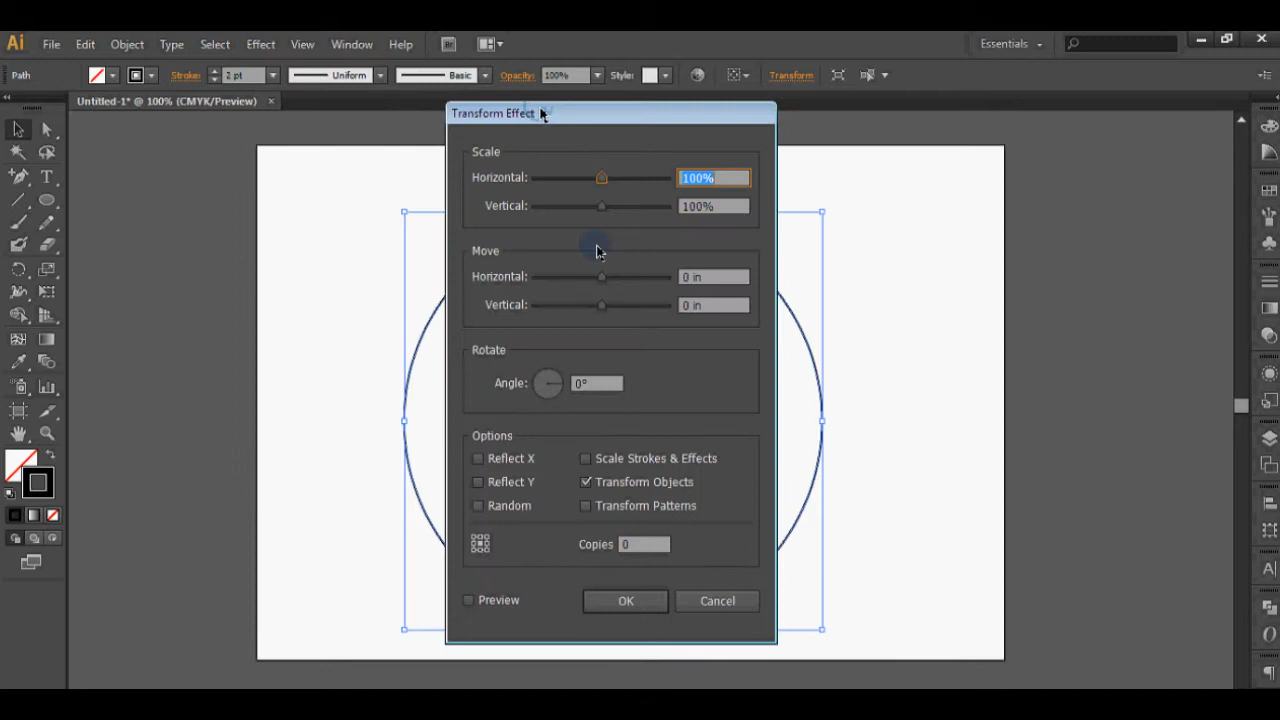 Ai File Edit Object Type Select Effect View Window Help Br Essentials
Path Stroke: 2 pt Uniform Basic Opacity: 100% Style: Transform
Untitled-1* @ 100% (CMYK/Preview) ×
Transform Effect
Scale
Horizontal: 100%
Vertical: 100%
Move
Horizontal: 0 in
Vertical: 0 in
Rotate
Angle: 0°
Options
Reflect X Scale Strokes & Effects
Reflect Y Transform Objects
Random Transform Patterns
Copies 0
Preview OK Cancel